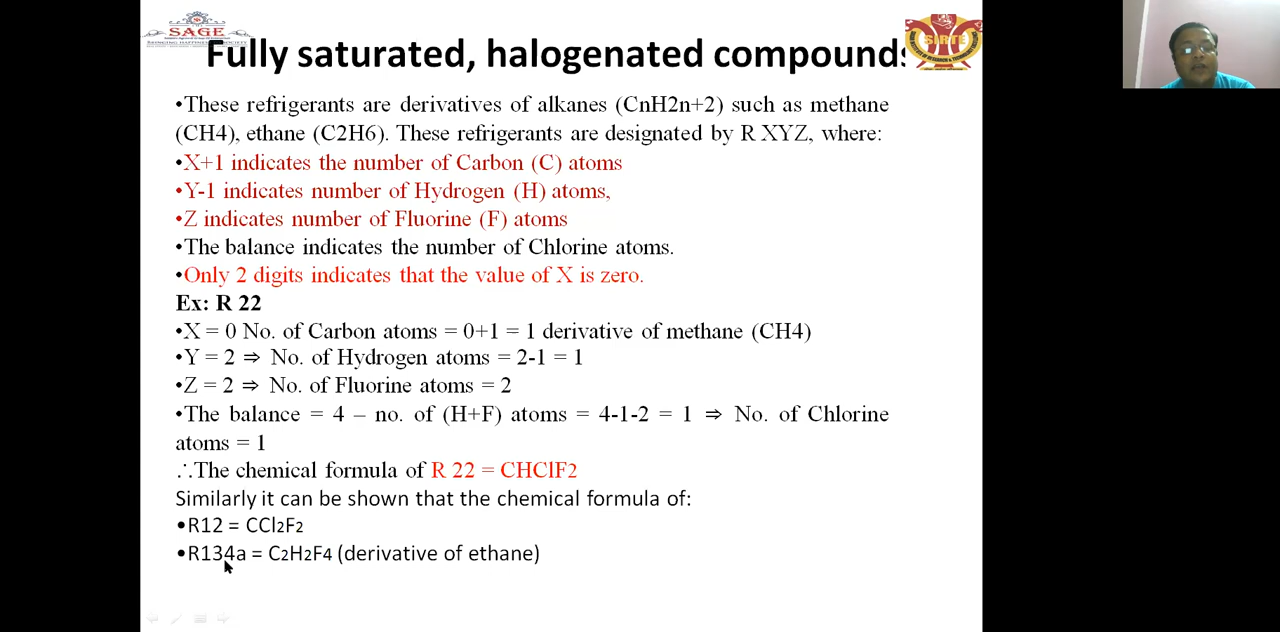 SAGE
SIRTE
Fully saturated, halogenated compounds
•These refrigerants are derivatives of alkanes (CnH2n+2) such as methane
(CH4), ethane (C2H6). These refrigerants are designated by R XYZ, where:
•X+1 indicates the number of Carbon (C) atoms
•Y-1 indicates number of Hydrogen (H) atoms,
•Z indicates number of Fluorine (F) atoms
•The balance indicates the number of Chlorine atoms.
•Only 2 digits indicates that the value of X is zero.
Ex: R 22
•X = 0 No. of Carbon atoms = 0+1 = 1 derivative of methane (CH4)
•Y = 2 ⇒ No. of Hydrogen atoms = 2-1 = 1
•Z = 2 ⇒ No. of Fluorine atoms = 2
•The balance = 4 – no. of (H+F) atoms = 4-1-2 = 1 ⇒ No. of Chlorine
atoms = 1
∴The chemical formula of R 22 = CHClF2
Similarly it can be shown that the chemical formula of:
•R12 = CCl2F2
•R134a = C2H2F4 (derivative of ethane)